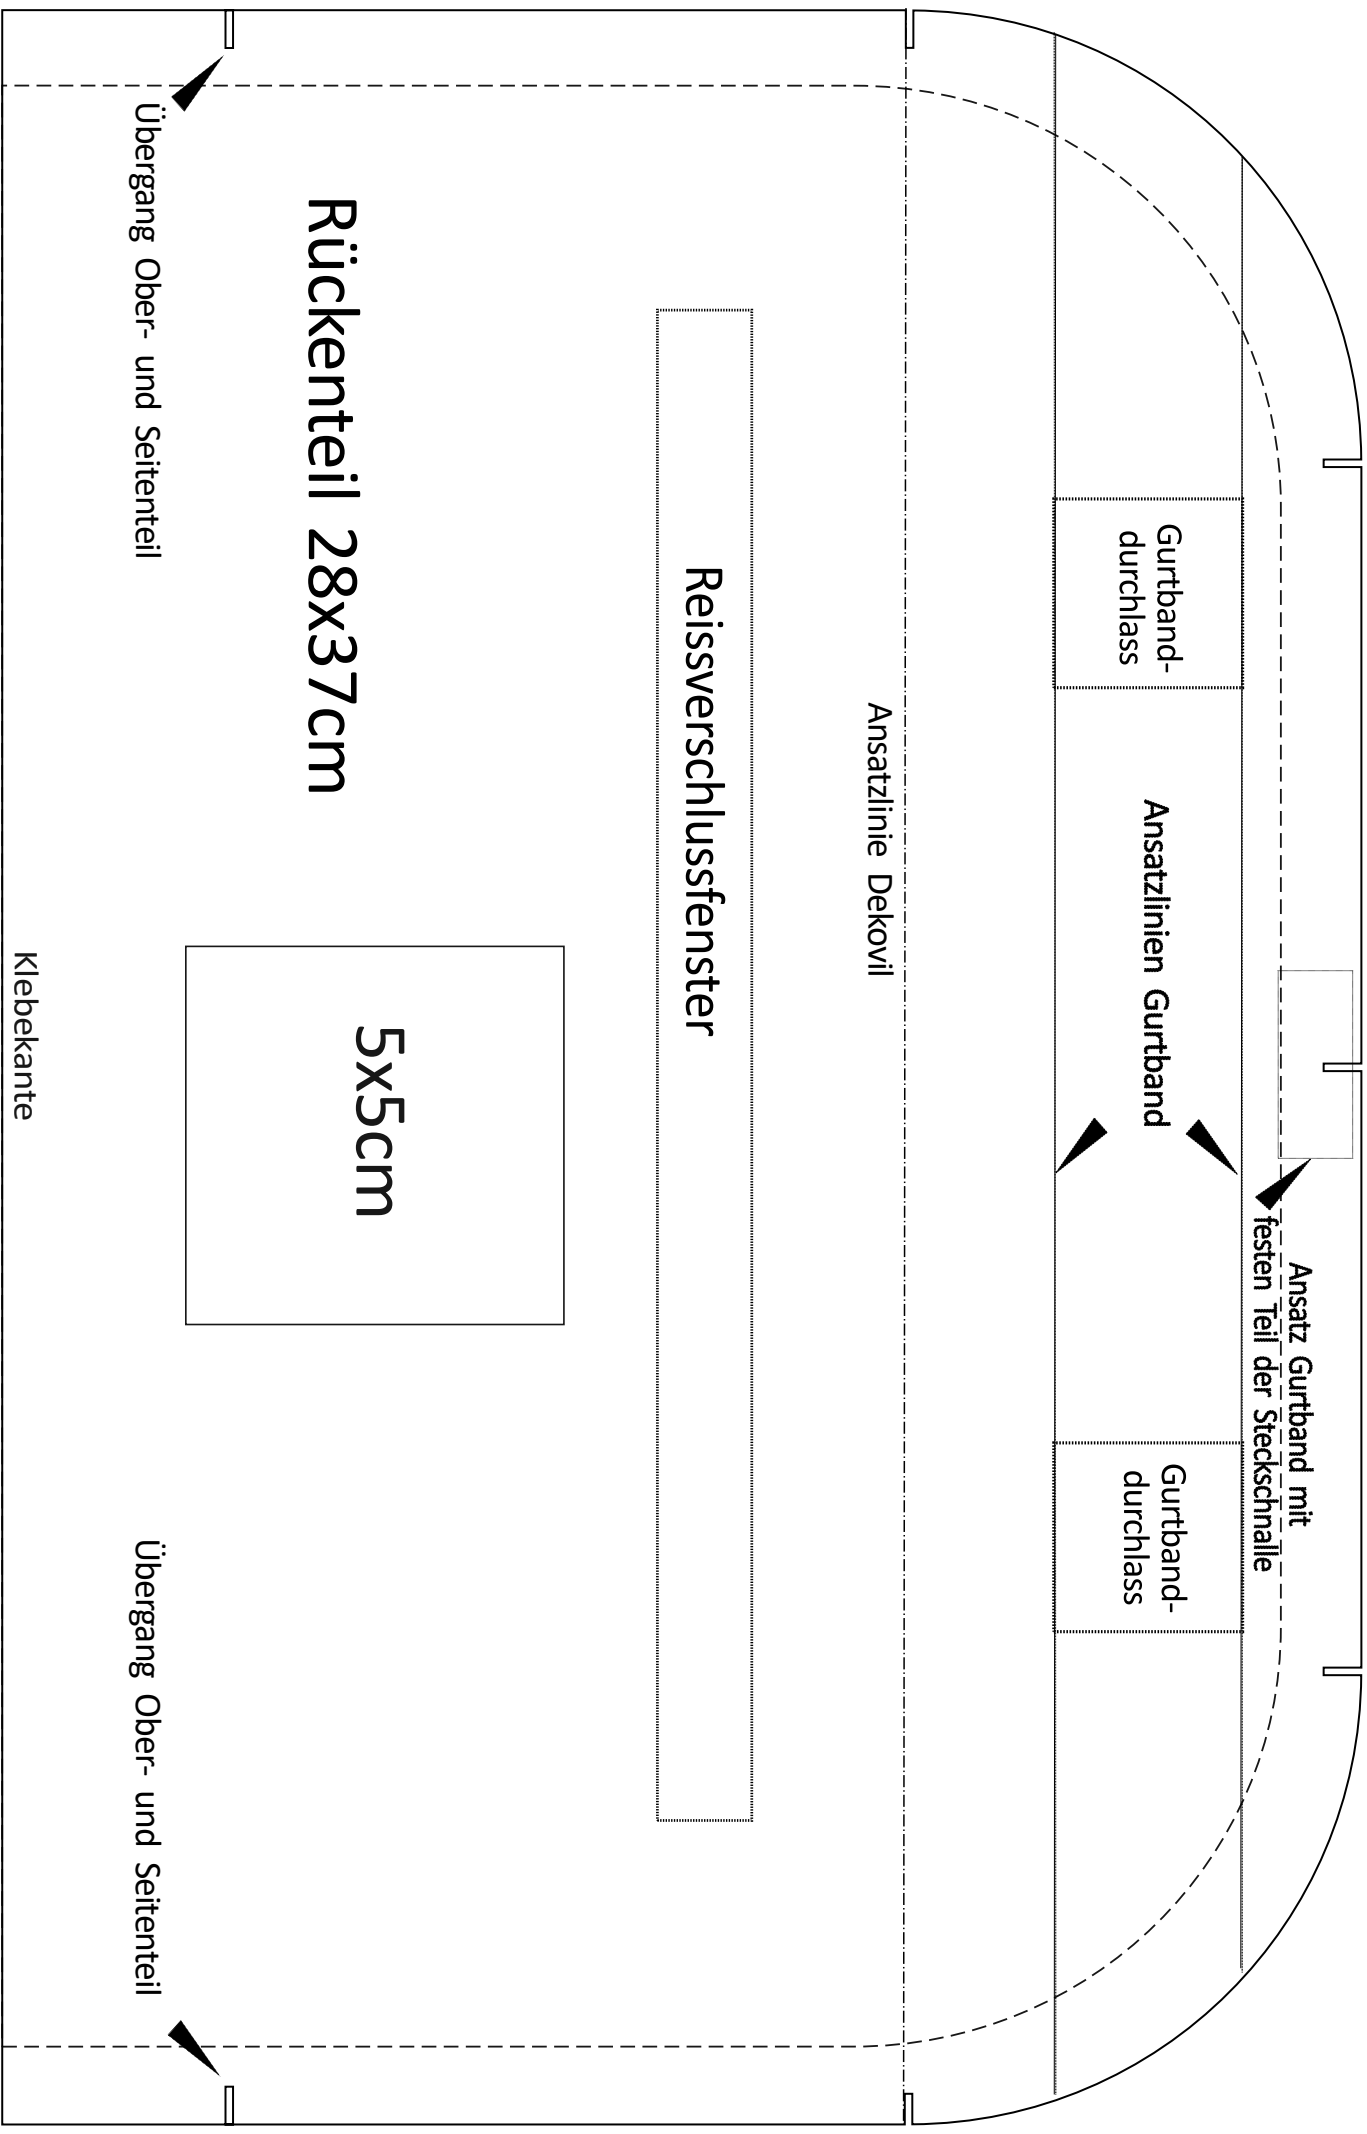 Ansatz Gurtband mit
festen Teil der Steckschnalle
Gurtband-
durchlass
Ansatzlinien Gurtband
Gurtband-
durchlass
Ansatzlinie Dekovil
Reissverschlussfenster
Rückenteil 28x37cm
5x5cm
Übergang Ober- und Seitenteil
Übergang Ober- und Seitenteil
Klebekante